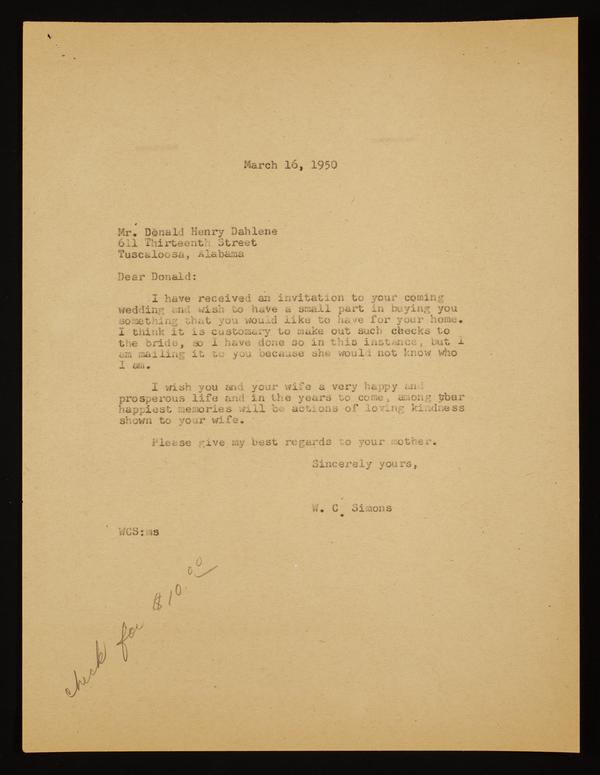 March 16, 1950
Mr. Donald Henry Dahlene
611 Thirteenth Street
Tuscaloosa, Alabama
Dear Donald:
I have received an invitation to your coming
wedding and wish to have a small part in buying you
something that you would like to have for your home.
I think it is customary to make out such checks to
the bride, so I have done so in this instance, but I
am mailing it to you because she would not know who
I am.
I wish you and your wife a very happy and
prosperous life and in the years to come, among
happiest memories will be actions of loving kindness
shown to your wife.
Please give my best regards to your mother.
Sincerely yours,
W. C. Simons
WCS:ms
check for $10.00